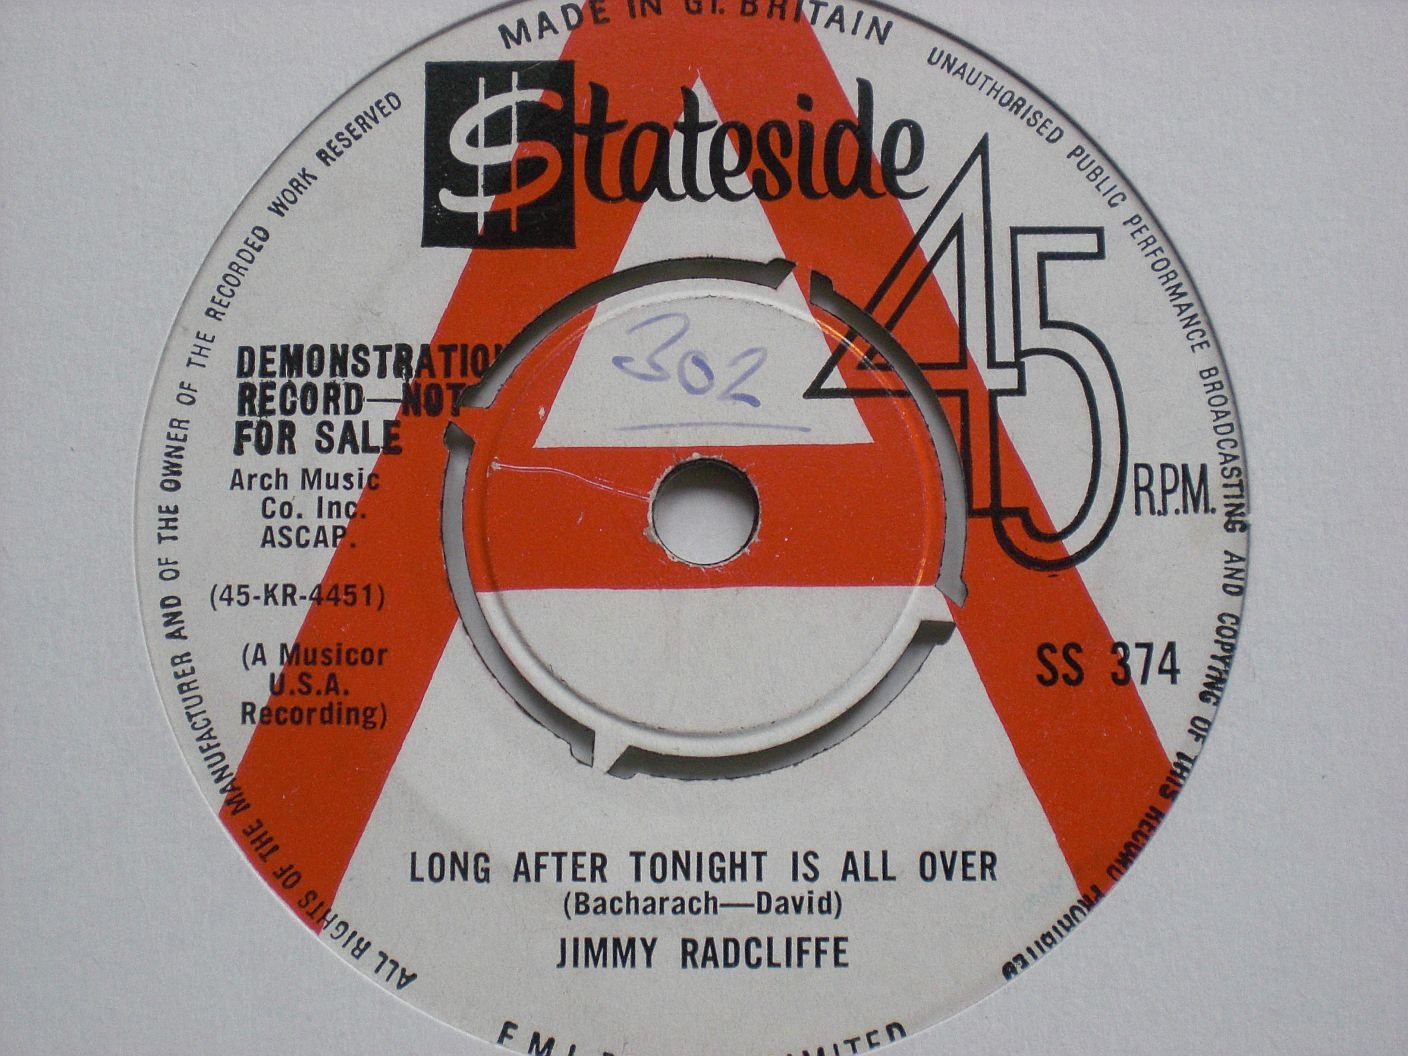 MADE IN GT. BRITAIN
Stateside
45
R.P.M.
302
DEMONSTRATION
RECORD—NOT
FOR SALE
Arch Music
Co. Inc.
ASCAP.
(45-KR-4451)
(A Musicor
U.S.A.
Recording)
SS 374
LONG AFTER TONIGHT IS ALL OVER
(Bacharach—David)
JIMMY RADCLIFFE
ALL RIGHTS OF THE MANUFACTURER AND OF THE OWNER OF THE RECORDED WORK RESERVED
UNAUTHORISED PUBLIC PERFORMANCE BROADCASTING AND COPYING OF THIS RECORD PROHIBITED
E.M.I.